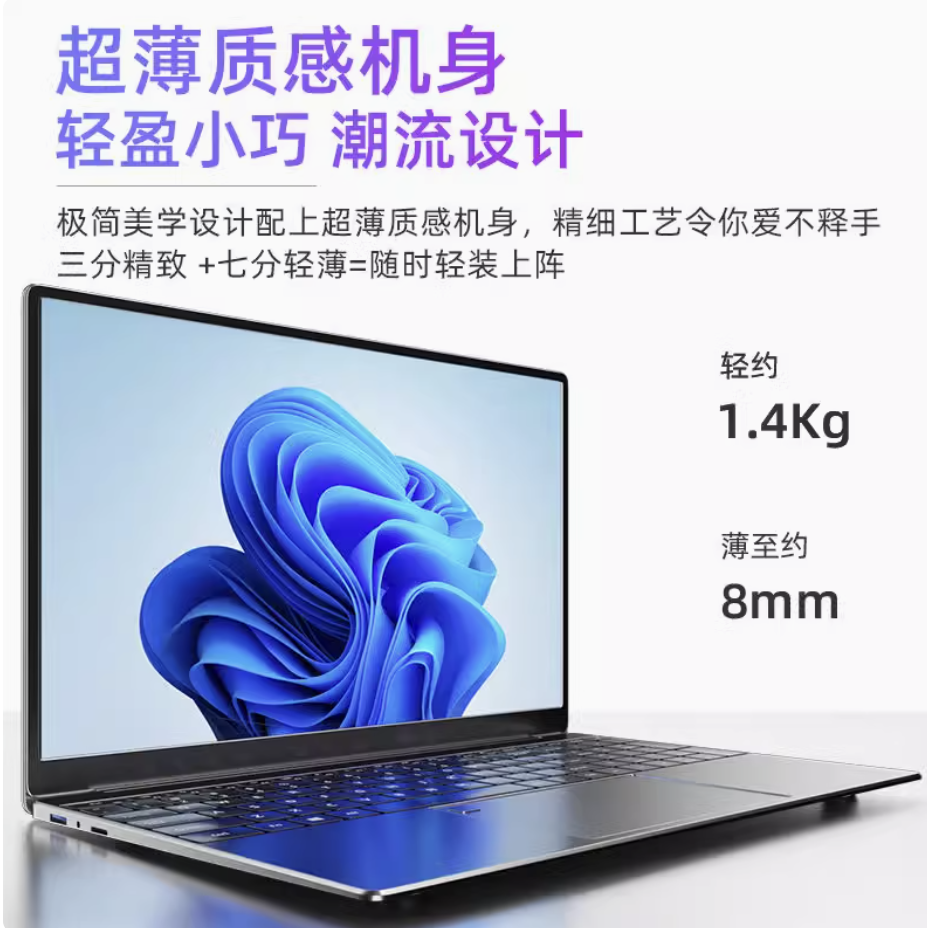 超薄质感机身
轻盈小巧 潮流设计
极简美学设计配上超薄质感机身，精细工艺令你爱不释手
三分精致 +七分轻薄=随时轻装上阵
轻约
1.4Kg
薄至约
8mm